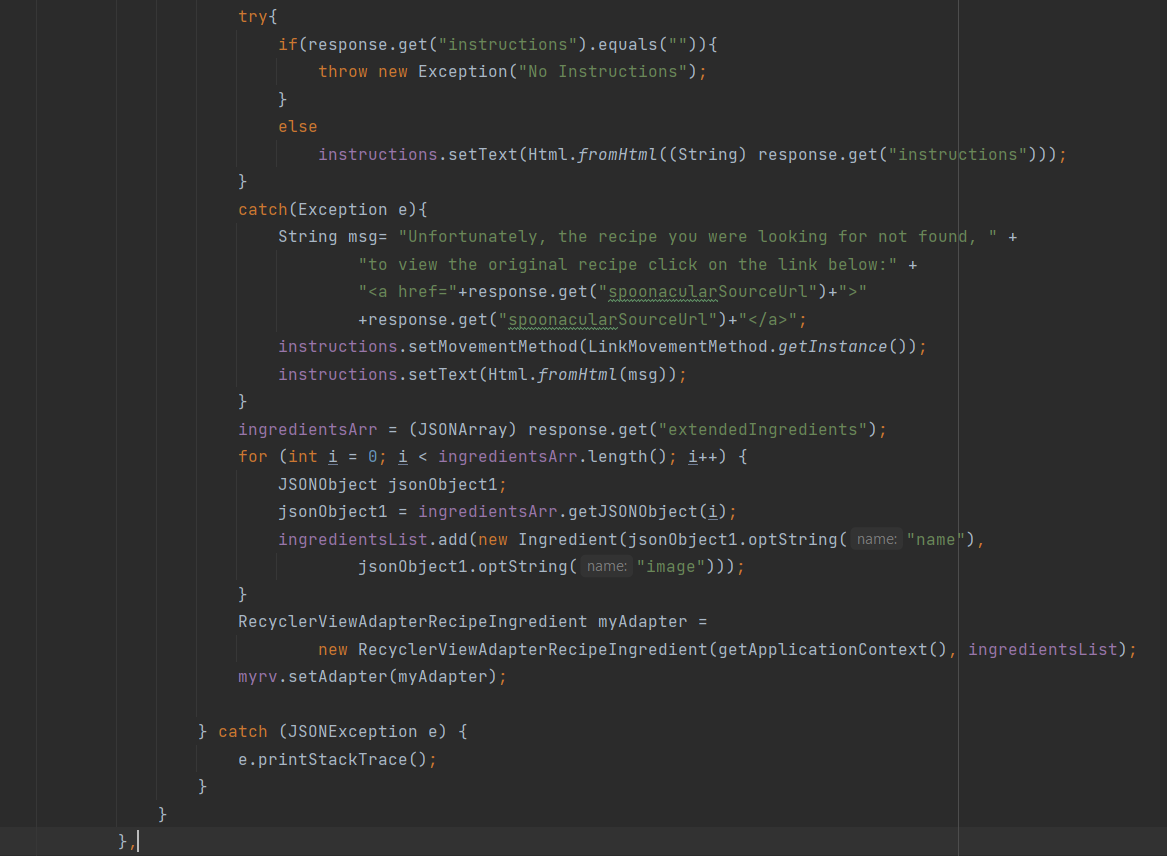 try{
if(response.get("instructions").equals("")){
throw new Exception("No Instructions");
}
else
instructions.setText(Html.fromHtml((String) response.get("instructions")));
}
catch(Exception e){
String msg= "Unfortunately, the recipe you were looking for not found, " +
"to view the original recipe click on the link below:" +
"<a href="+response.get("spoonacularSourceUrl")+">"
+response.get("spoonacularSourceUrl")+"</a>";
instructions.setMovementMethod(LinkMovementMethod.getInstance());
instructions.setText(Html.fromHtml(msg));
}
ingredientsArr = (JSONArray) response.get("extendedIngredients");
for (int i = 0; i < ingredientsArr.length(); i++) {
JSONObject jsonObject1;
jsonObject1 = ingredientsArr.getJSONObject(i);
ingredientsList.add(new Ingredient(jsonObject1.optString( name: "name"),
jsonObject1.optString( name: "image")));
}
RecyclerViewAdapterRecipeIngredient myAdapter =
new RecyclerViewAdapterRecipeIngredient(getApplicationContext(), ingredientsList);
myrv.setAdapter(myAdapter);
} catch (JSONException e) {
e.printStackTrace();
}
}
},